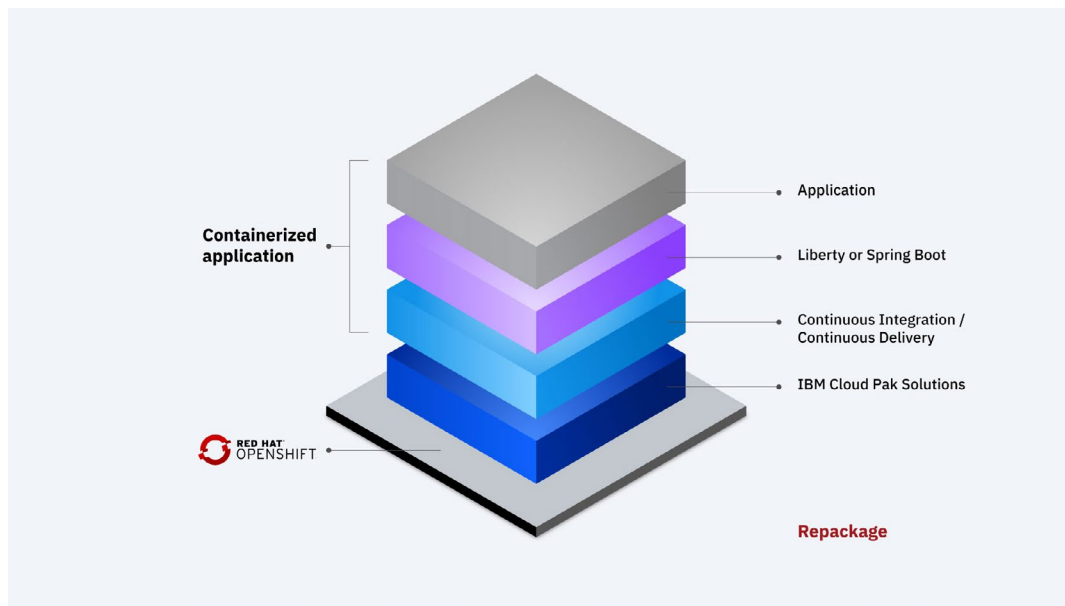 Containerized
application
Application
Liberty or Spring Boot
Continuous Integration /
Continuous Delivery
IBM Cloud Pak Solutions
RED HAT
OPENSHIFT
Repackage